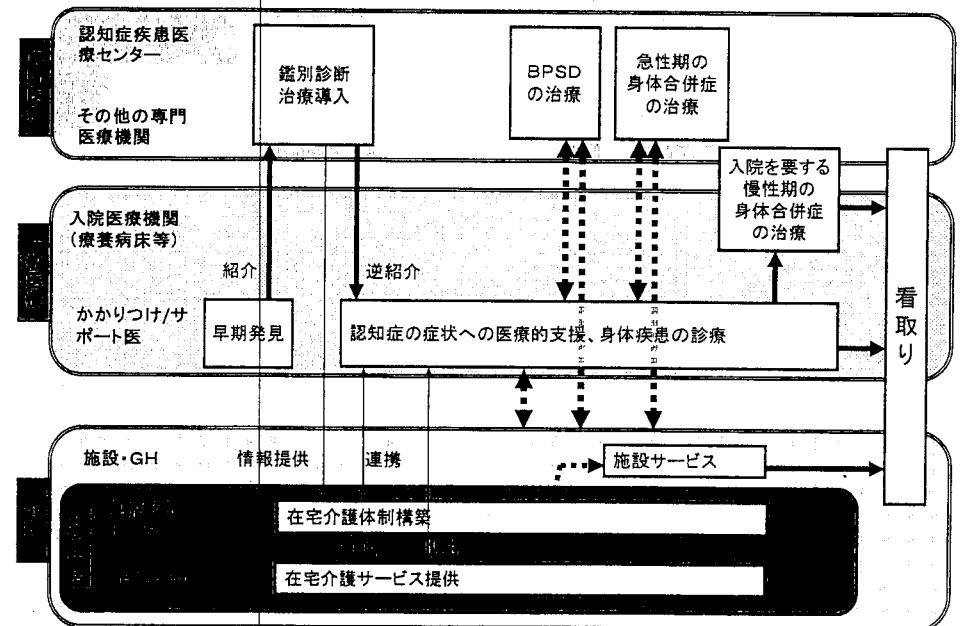 認知症疾患医
療センター
その他の専門
医療機関
鑑別診断
治療導入
BPSD
の治療
急性期の
身体合併症
の治療
入院を要する
慢性期の
身体合併症
の治療
入院医療機関
(療養病床等)
紹介
逆紹介
かかりつけ/サ
ポート医
早期発見
認知症の症状への医療的支援、身体疾患の診療
看取り
施設・GH
情報提供
連携
施設サービス
在宅介護体制構築
在宅介護サービス提供